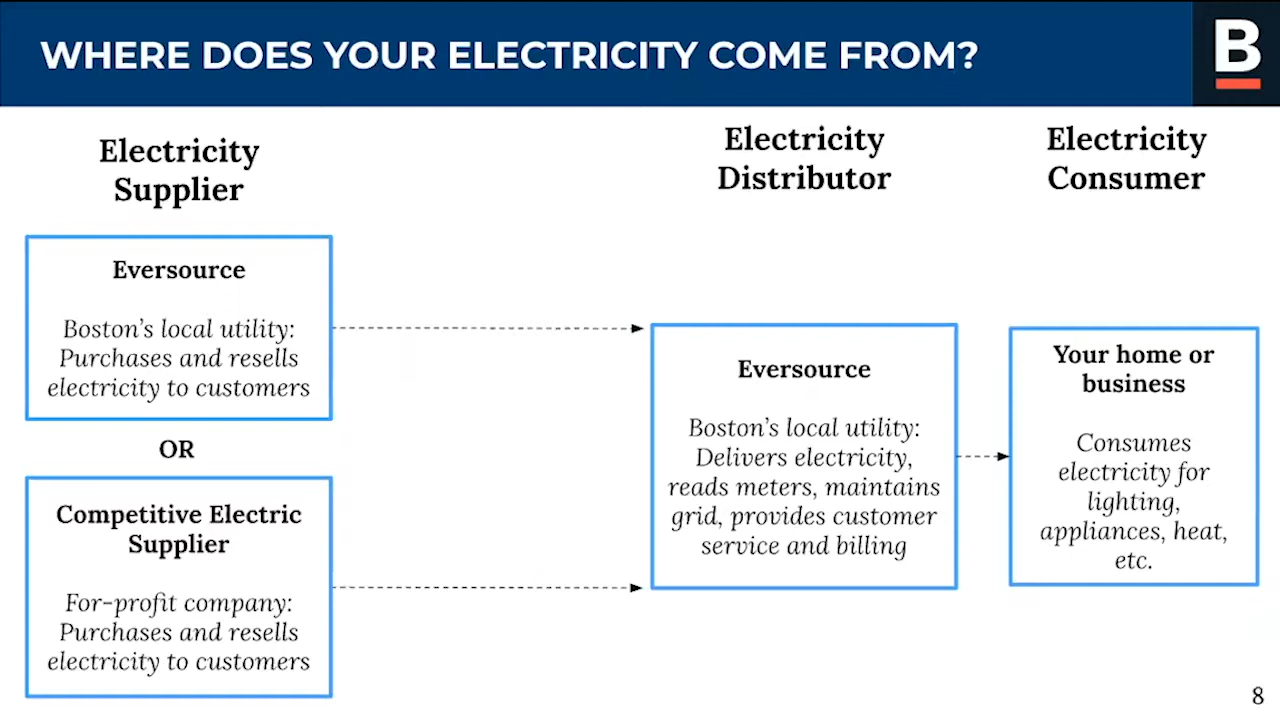 WHERE DOES YOUR ELECTRICITY COME FROM?
B
Electricity
Supplier
Electricity
Distributor
Electricity
Consumer
Eversource
Boston’s local utility:
Purchases and resells
electricity to customers
OR
Competitive Electric
Supplier
For-profit company:
Purchases and resells
electricity to customers
Eversource
Boston’s local utility:
Delivers electricity,
reads meters, maintains
grid, provides customer
service and billing
Your home or
business
Consumes
electricity for
lighting,
appliances, heat,
etc.
8